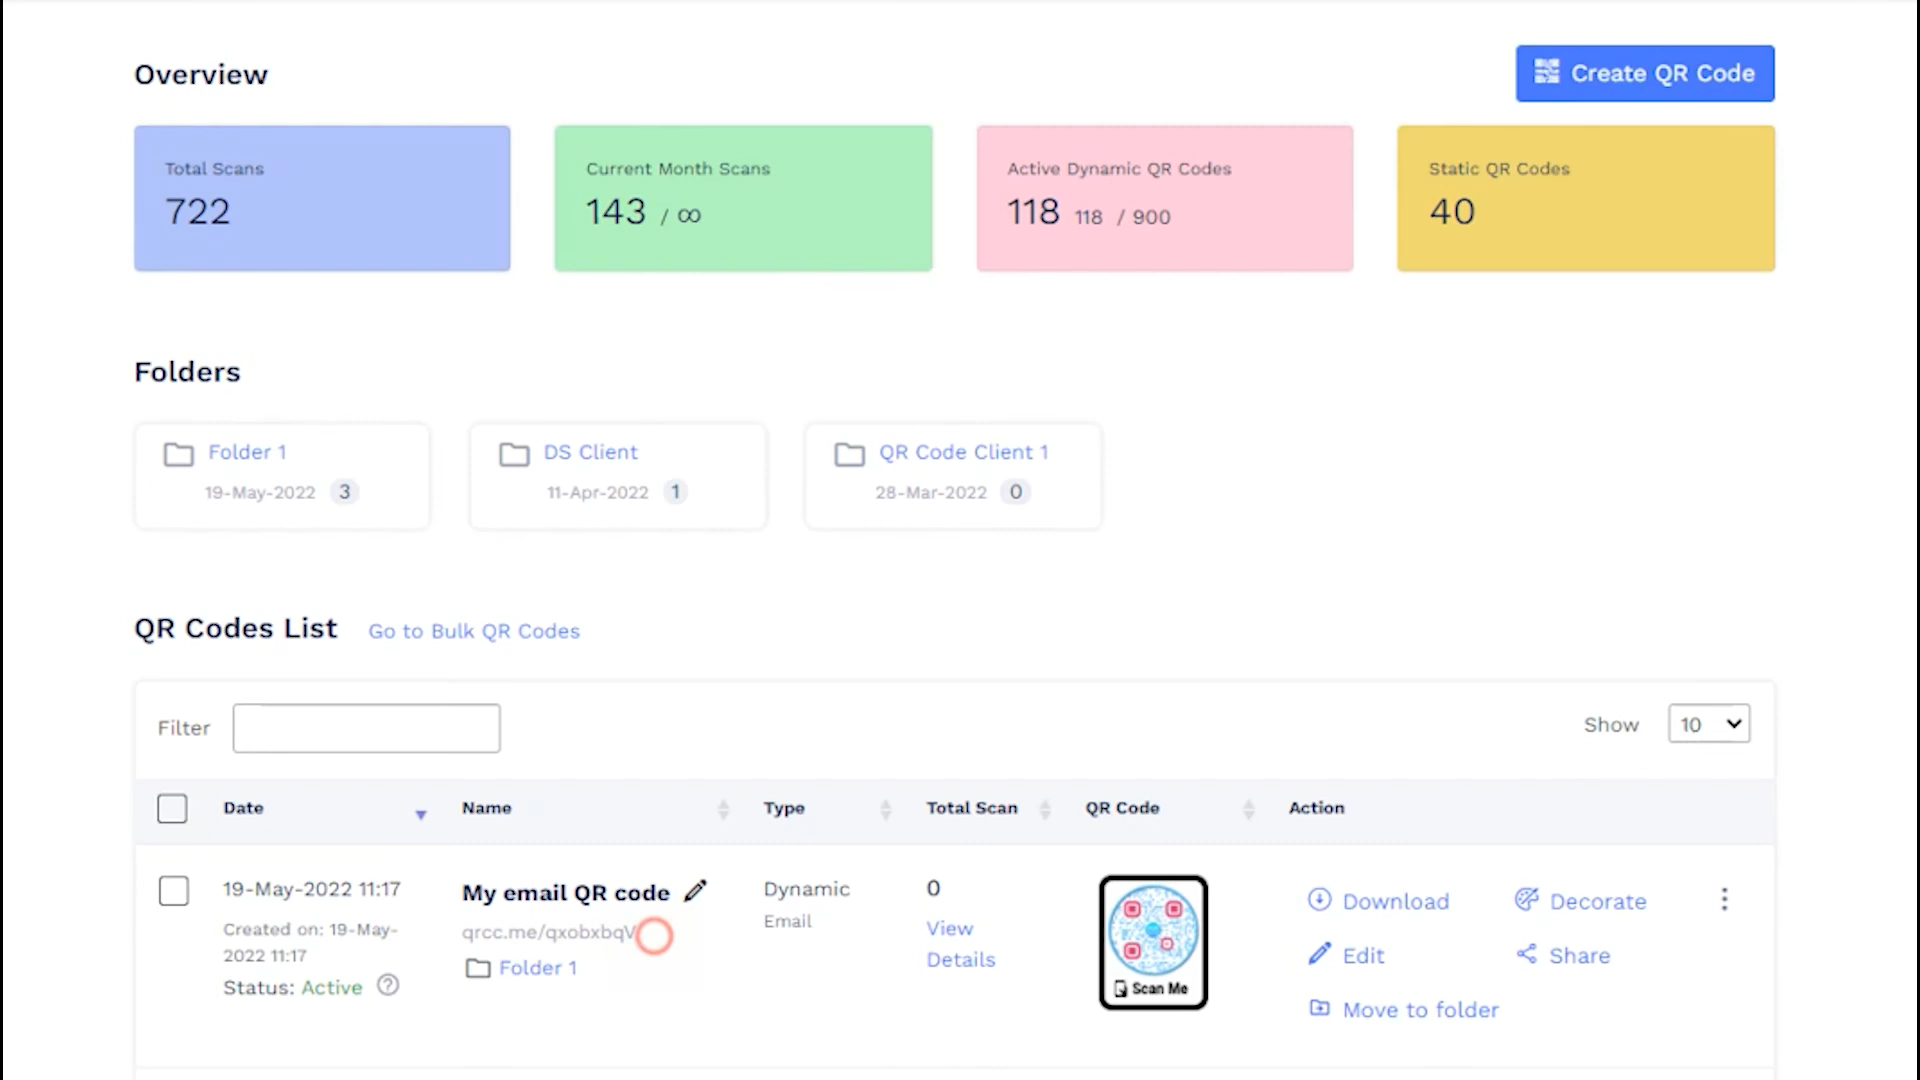 Overview
Create QR Code
Total Scans
722
Current Month Scans
143 / ∞
Active Dynamic QR Codes
118 118 / 900
Static QR Codes
40
Folders
Folder 1
19-May-2022 3
DS Client
11-Apr-2022 1
QR Code Client 1
28-Mar-2022 0
QR Codes List Go to Bulk QR Codes
Filter
Show 10
Date Name Type Total Scan QR Code Action
19-May-2022 11:17
Created on: 19-May-
2022 11:17
Status: Active
My email QR code
qrcc.me/qxobxbqV
Folder 1
Dynamic
Email
0
View
Details
Scan Me
Download
Decorate
Edit
Share
Move to folder